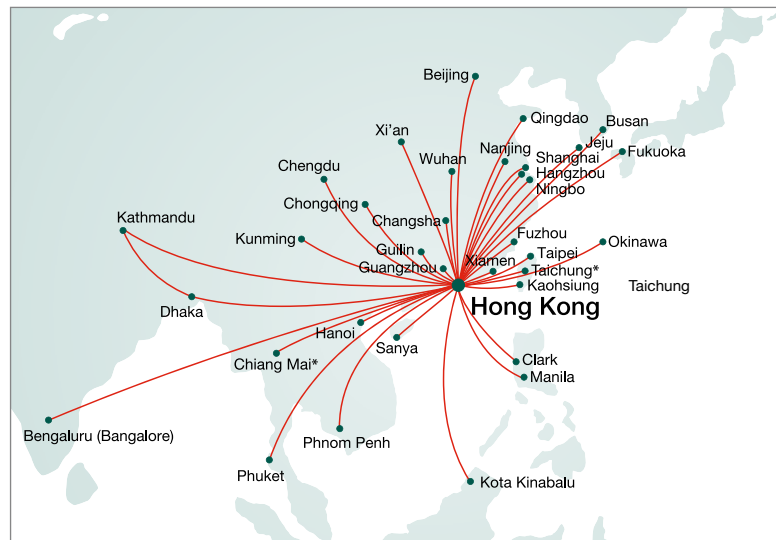 Beijing
Qingdao
Busan
Xi'an
Jeju
Nanjing
Fukuoka
Wuhan
Shanghai
Chengdu
Hangzhou
Ningbo
Chongqing
Kathmandu
Changsha
Kunming
Fuzhou
Okinawa
Guilin
Taipei
Xiamen
Guangzhou
Taichung*
Kaohsiung
Taichung
Dhaka
Hong Kong
Hanoi
Sanya
Chiang Mai*
Clark
Manila
Bengaluru (Bangalore)
Phnom Penh
Phuket
Kota Kinabalu